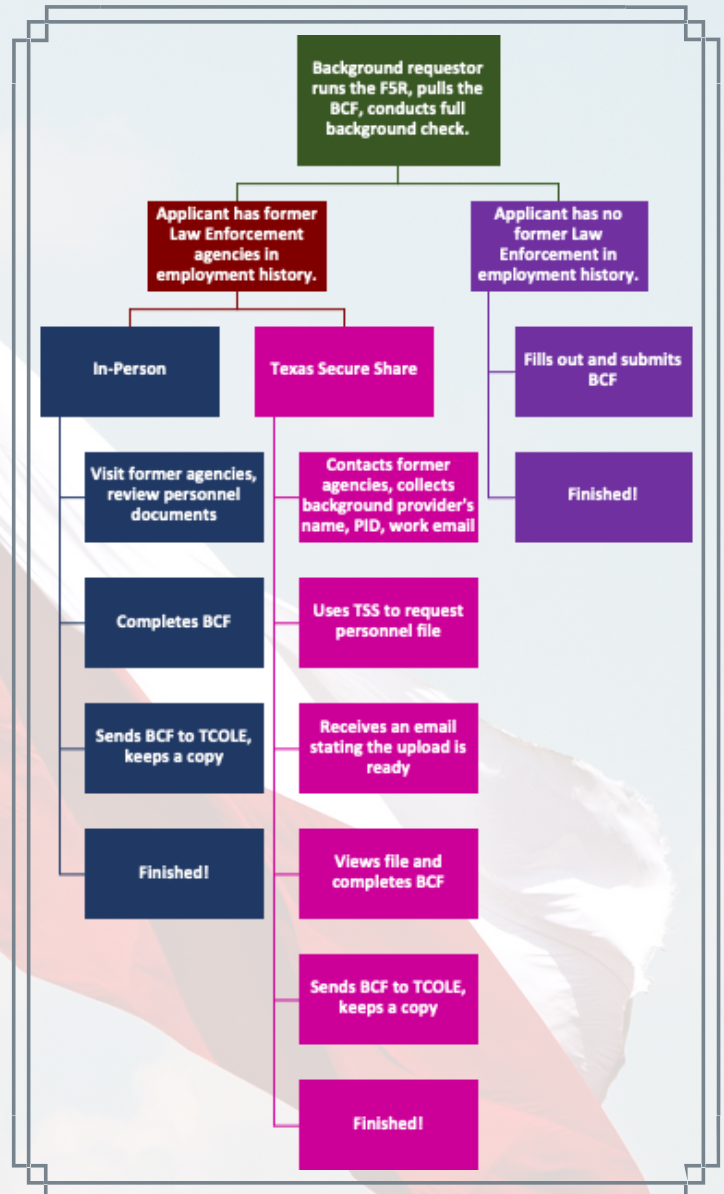 Background requestor
runs the F5R, pulls the
BCF, conducts full
background check.
Applicant has former
Law Enforcement
agencies in
employment history.
Applicant has no
former Law
Enforcement in
employment history.
In-Person
Texas Secure Share
Fills out and submits
BCF
Visit former agencies,
review personnel
documents
Contacts former
agencies, collects
background provider's
name, PID, work email
Finished!
Completes BCF
Uses TSS to request
personnel file
Sends BCF to TCOLE,
keeps a copy
Receives an email
stating the upload is
ready
Finished!
Views file and
completes BCF
Sends BCF to TCOLE,
keeps a copy
Finished!